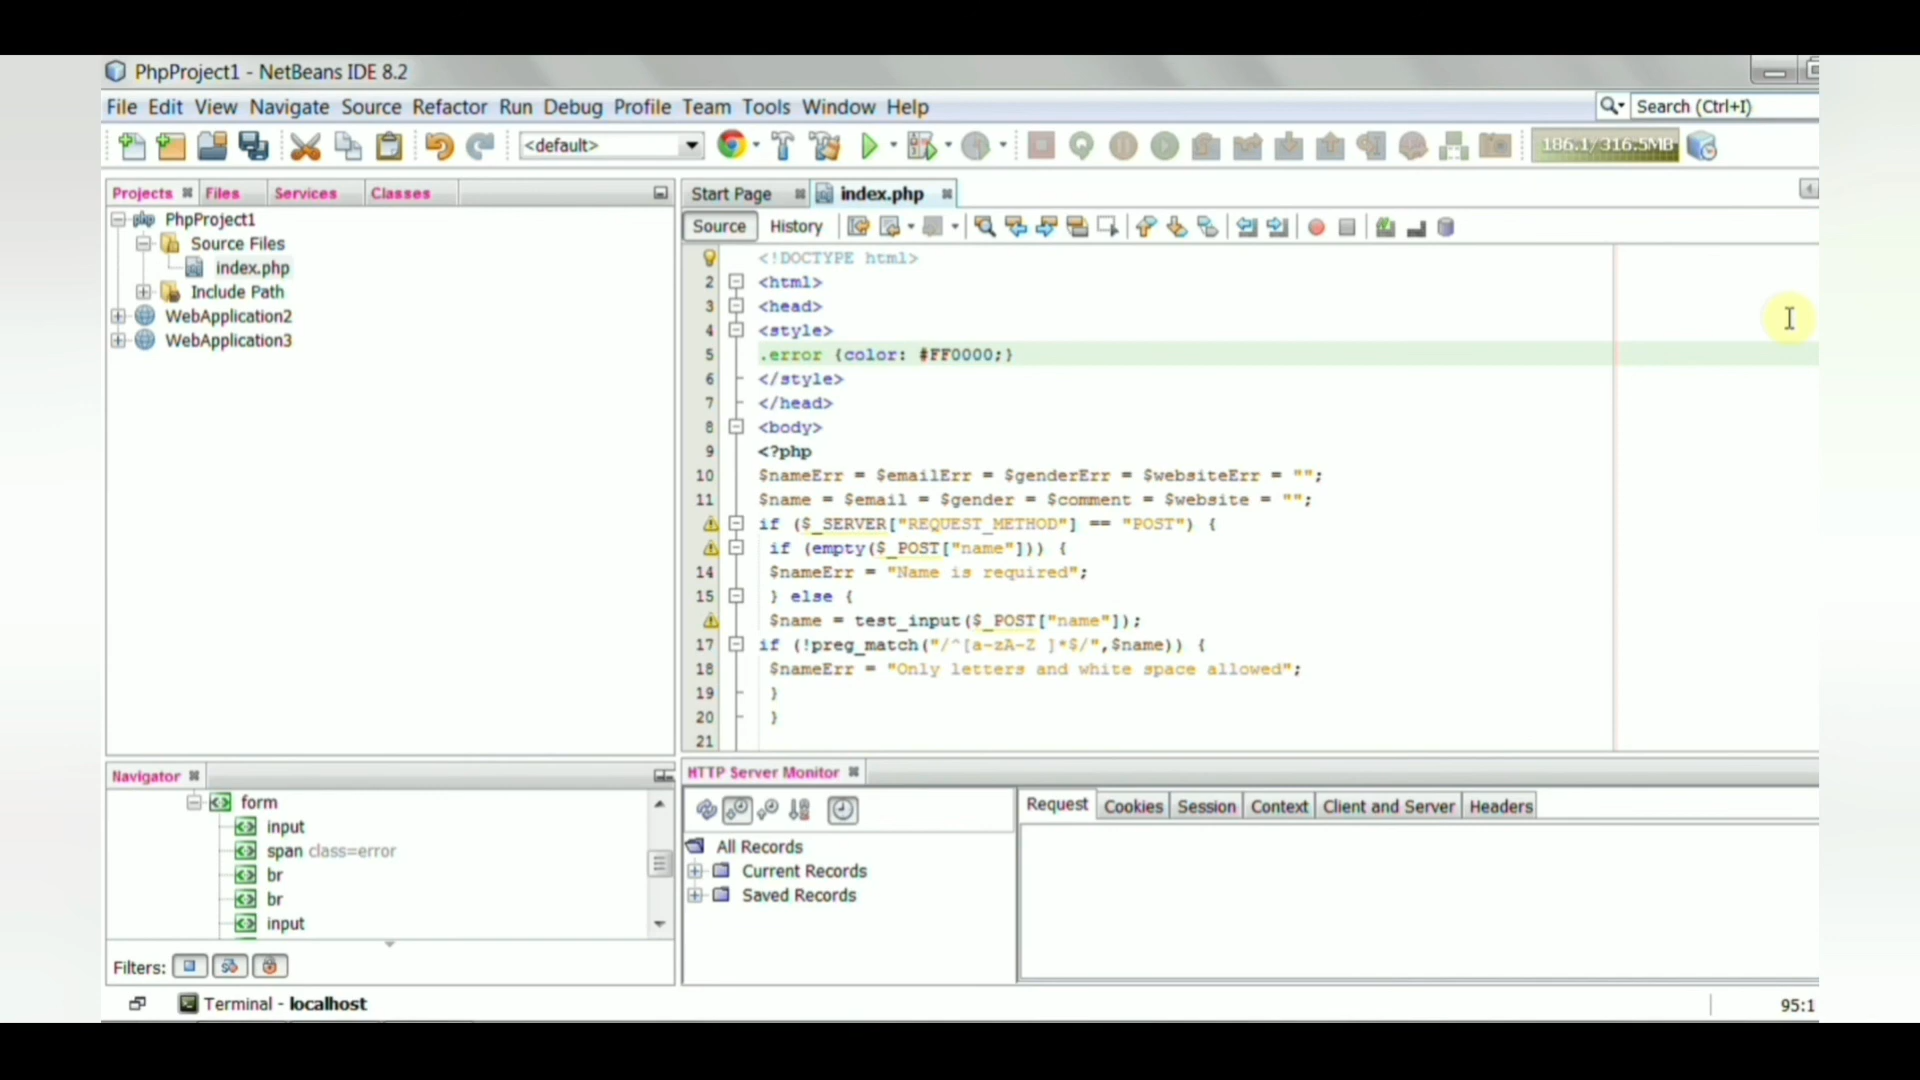 PhpProject1 - NetBeans IDE 8.2
File Edit View Navigate Source Refactor Run Debug Profile Team Tools Window Help
Search (Ctrl+I)
<default>
186.1/316.5MB
Projects Files Services Classes
PhpProject1
Source Files
index.php
Include Path
WebApplication2
WebApplication3
Start Page index.php
Source History
<!DOCTYPE html>
2 <html>
3 <head>
4 <style>
5 .error {color: #FF0000;}
6 </style>
7 </head>
8 <body>
9 <?php
10 $nameErr = $emailErr = $genderErr = $websiteErr = "";
11 $name = $email = $gender = $comment = $website = "";
if ($_SERVER["REQUEST_METHOD"] == "POST") {
if (empty($_POST["name"])) {
14 $nameErr = "Name is required";
15 } else {
$name = test_input($_POST["name"]);
17 if (!preg_match("/^[a-zA-Z ]*$/",$name)) {
18 $nameErr = "Only letters and white space allowed";
19 }
20 }
21
Navigator
form
input
span class=error
br
br
input
Filters:
HTTP Server Monitor
All Records
Current Records
Saved Records
Request Cookies Session Context Client and Server Headers
Terminal - localhost
95:1